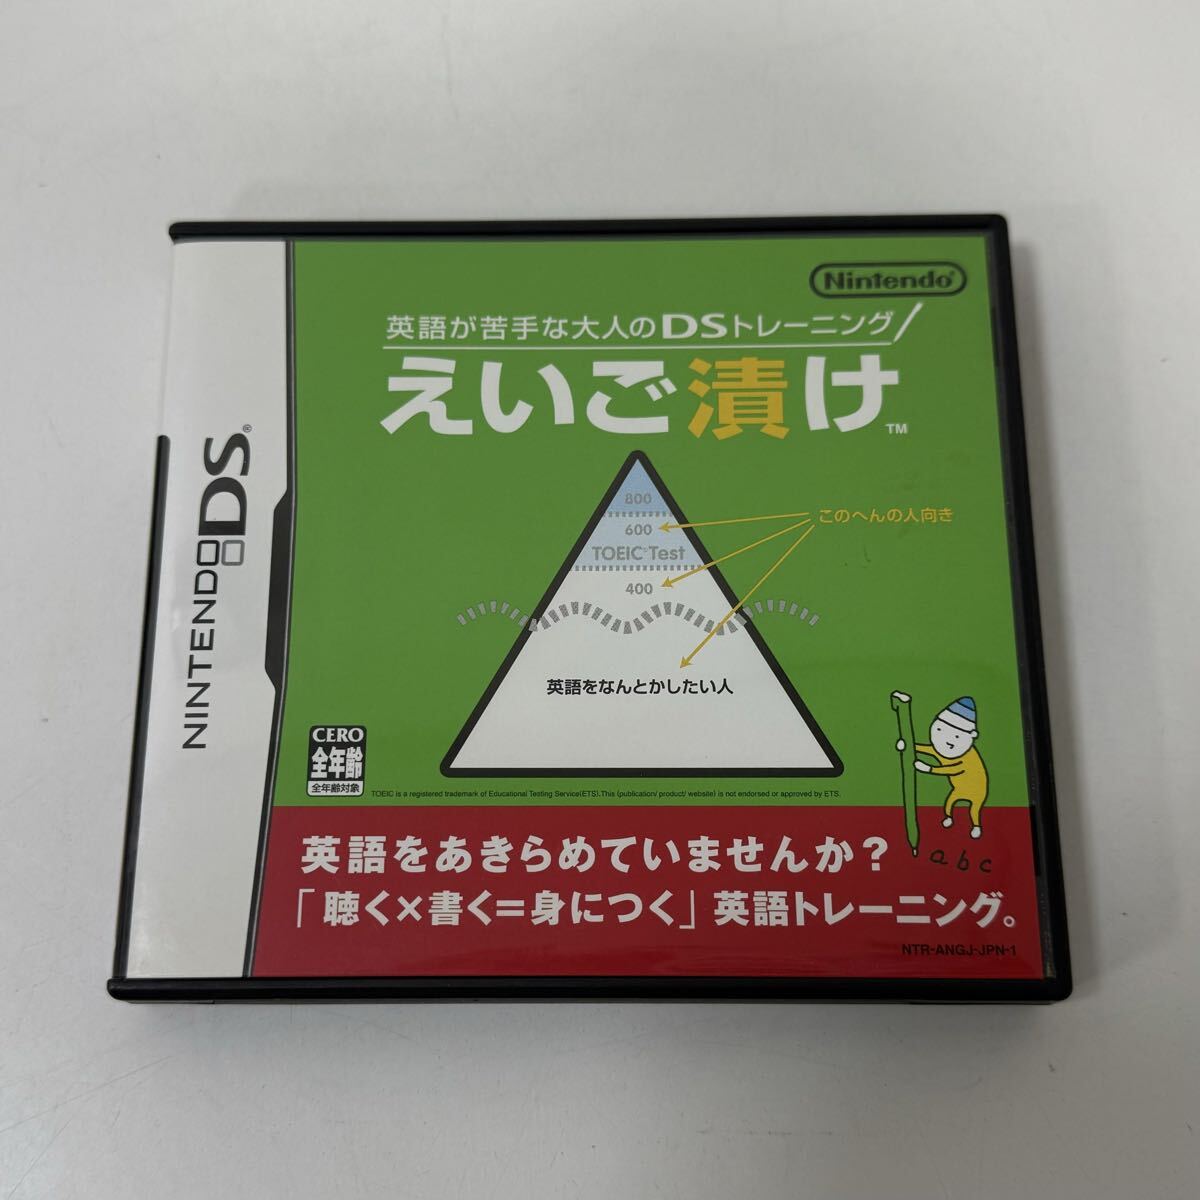 Nintendo®
英語が苦手な大人のDSトレーニング
えいご漬け™
NINTENDO DS®
800
600
TOEIC®Test
400
このへんの人向き
英語をなんとかしたい人
CERO
全年齢
全年齢対象
TOEIC is a registered trademark of Educational Testing Service(ETS).This (publication/ product/ website) is not endorsed or approved by ETS.
abc
英語をあきらめていませんか?
「聴く×書く=身につく」英語トレーニング。
NTR-ANGJ-JPN-1